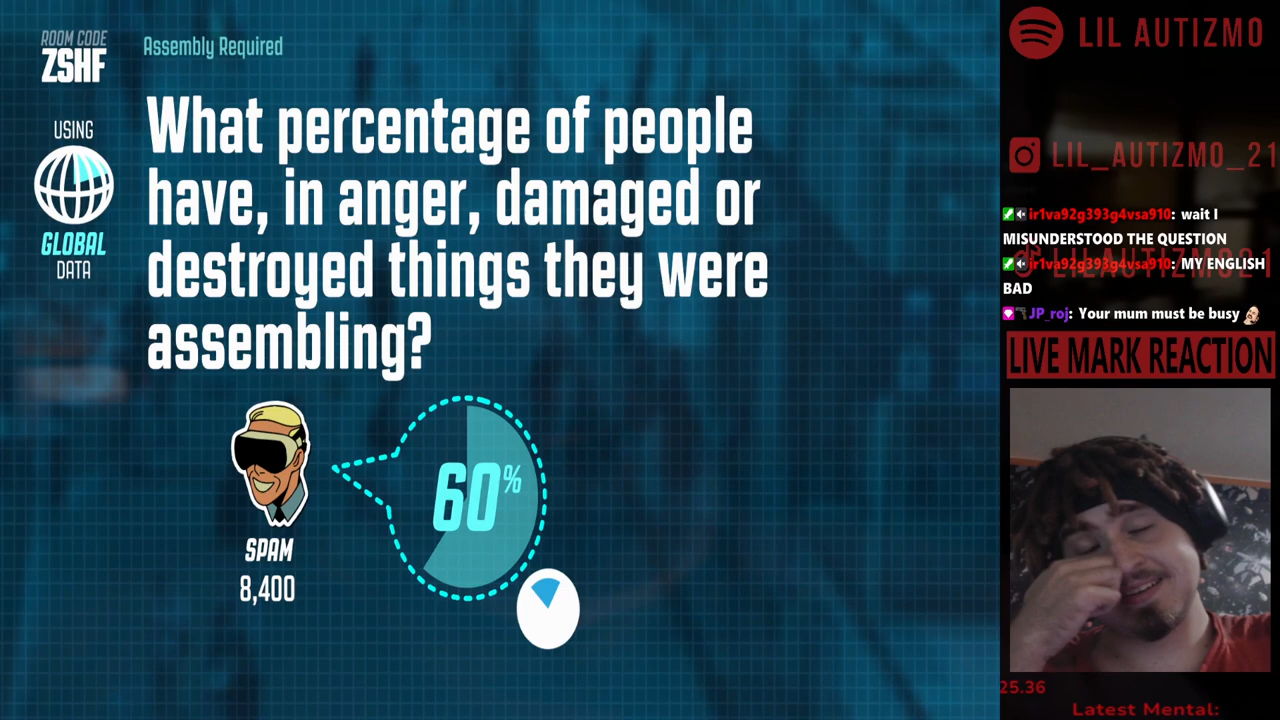 ROOM CODE
ZSHF
Assembly Required
USING
GLOBAL
DATA
What percentage of people
have, in anger, damaged or
destroyed things they were
assembling?
60%
SPAM
8,400
LIL AUTIZMO
LIL_AUTIZMO_21
ir1va92g393g4vsa910: wait I
MISUNDERSTOOD THE QUESTION
ir1va92g393g4vsa910: MY ENGLISH
BAD
JP_roj: Your mum must be busy
LIVE MARK REACTION
25.36
Latest Mental: